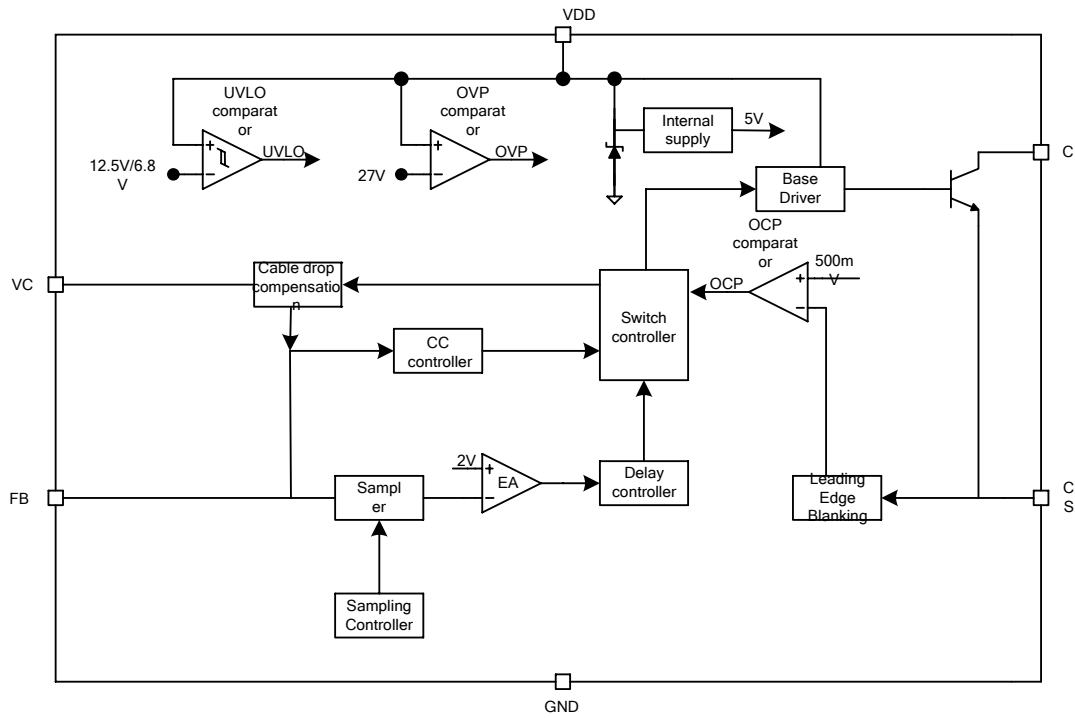 VDD
UVLO
comparat
or
UVLO
12.5V/6.8
V
OVP
comparat
or
OVP
27V
Internal
supply
5V
C
Base
Driver
OCP
comparat
or
500m
V
OCP
VC
Cable drop
compensatio
n
Switch
controller
CC
controller
2V
EA
Delay
controller
FB
Sampl
er
Leading
Edge
Blanking
C
S
Sampling
Controller
GND